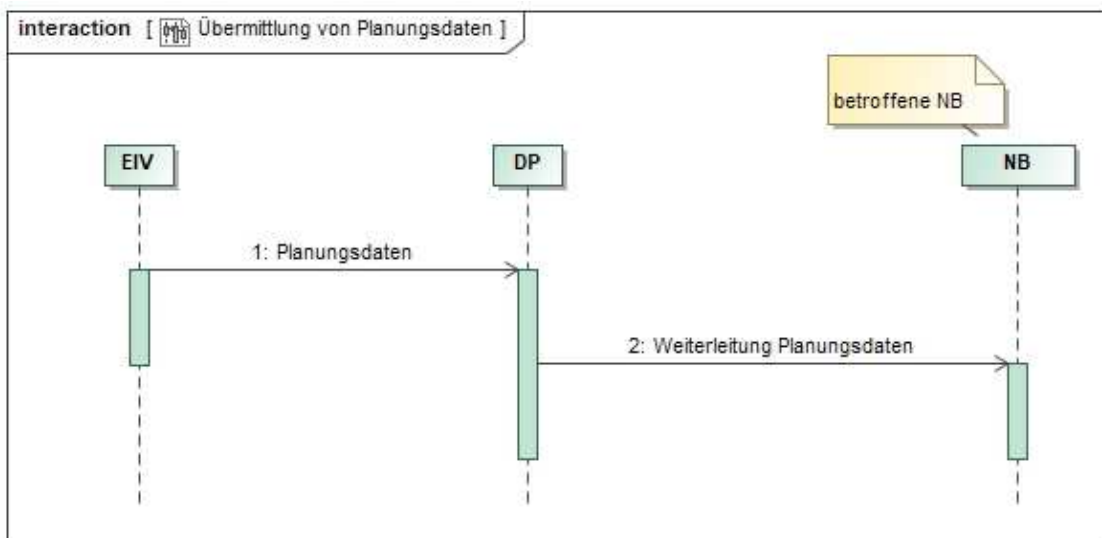 interaction [ Übermittlung von Planungsdaten ]
betroffene NB
EIV
DP
NB
1: Planungsdaten
2: Weiterleitung Planungsdaten